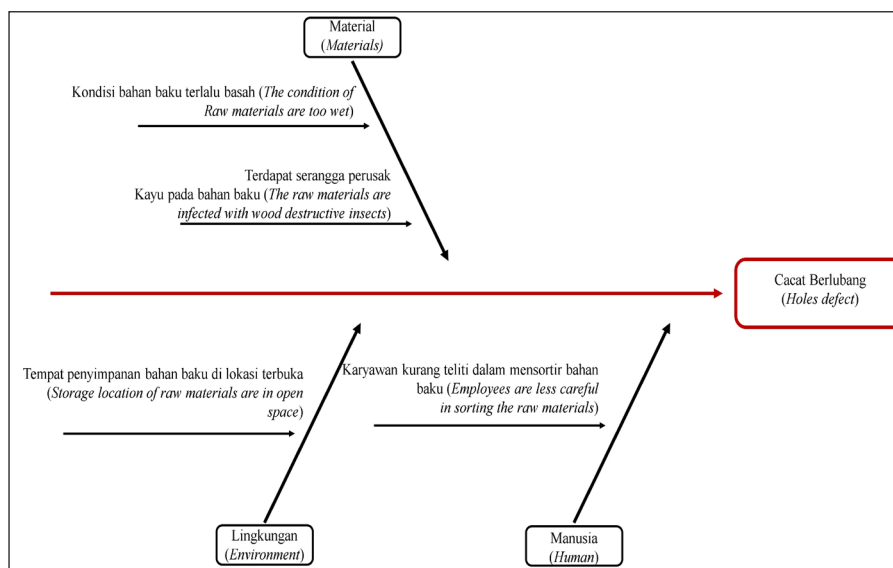 Material
(Materials)
Kondisi bahan baku terlalu basah (The condition of
Raw materials are too wet)
Terdapat serangga perusak
Kayu pada bahan baku (The raw materials are
infected with wood destructive insects)
Cacat Berlubang
(Holes defect)
Tempat penyimpanan bahan baku di lokasi terbuka
(Storage location of raw materials are in open
space)
Karyawan kurang teliti dalam mensortir bahan
baku (Employees are less careful
in sorting the raw materials)
Lingkungan
(Environment)
Manusia
(Human)